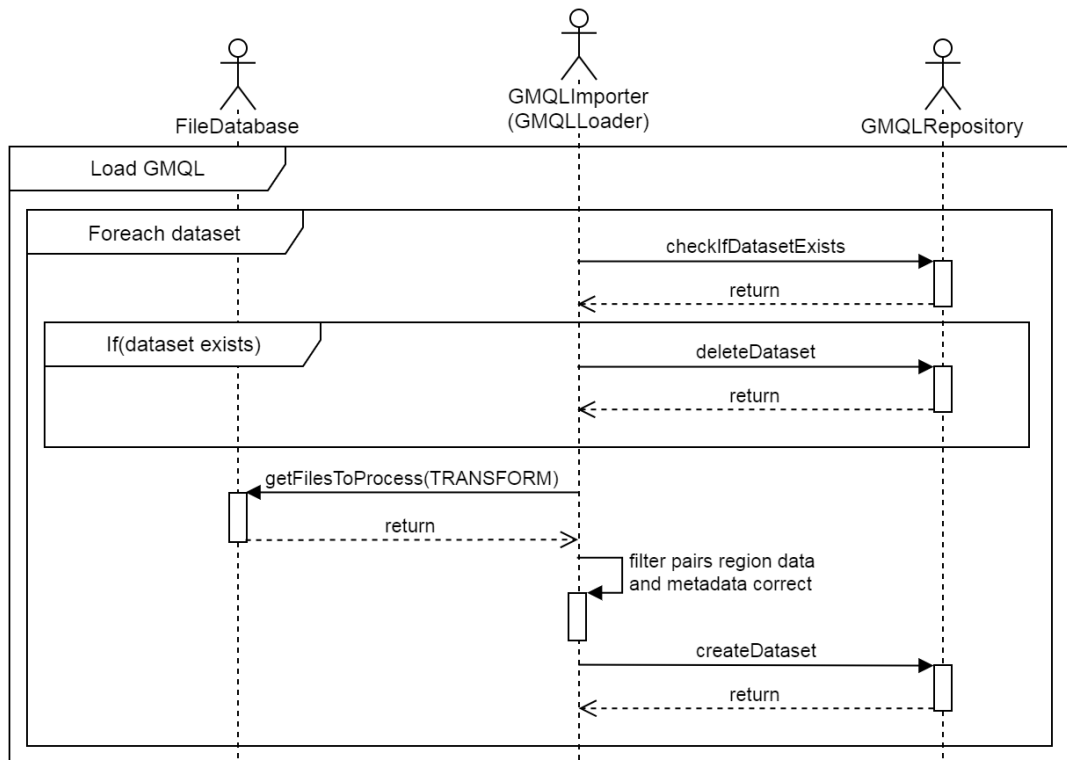 GMQLImporter
(GMQLLoader)
FileDatabase
GMQLRepository
Load GMQL
Foreach dataset
checkIfDatasetExists
return
If(dataset exists)
deleteDataset
return
getFilesToProcess(TRANSFORM)
return
filter pairs region data
and metadata correct
createDataset
return